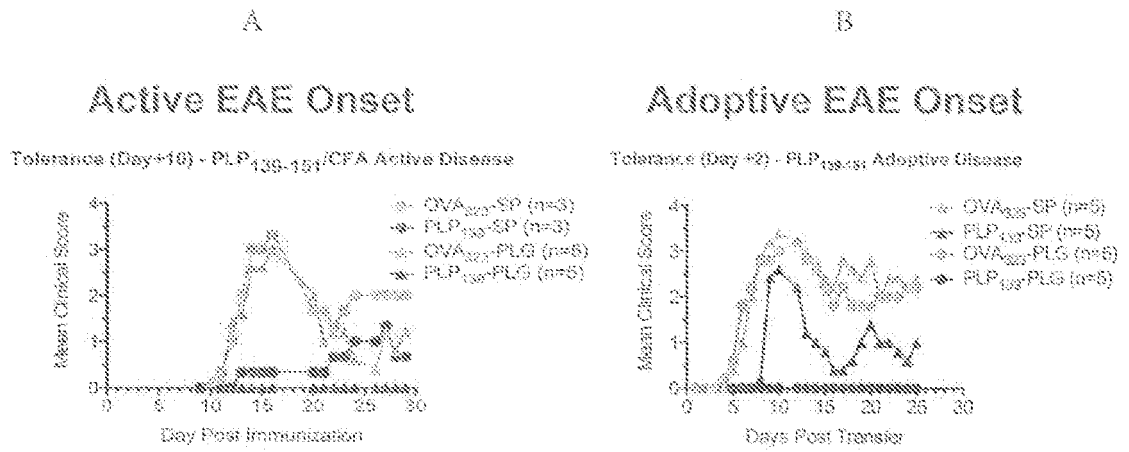 A
Active EAE Onset
Tolerance (Day+10) - PLP139-151/CFA Active Disease
Mean Clinical Score
4
3
2
1
0
OVA323-SP (n=3)
PLP139-SP (n=3)
OVA323-PLG
PLP139-PLG (n=5)
0 5 10 15 20 25 30
Day Post Immunization
B
Adoptive EAE Onset
Tolerance (Day +2) - PLP139-151 Adoptive Disease
Mean Clinical Score
4
3
2
1
0
OVA323-SP (n=5)
PLP139-SP (n=5)
OVA323-PLG (n=5)
PLP139-PLG (n=5)
0 5 10 15 20 25 30
Days Post Transfer